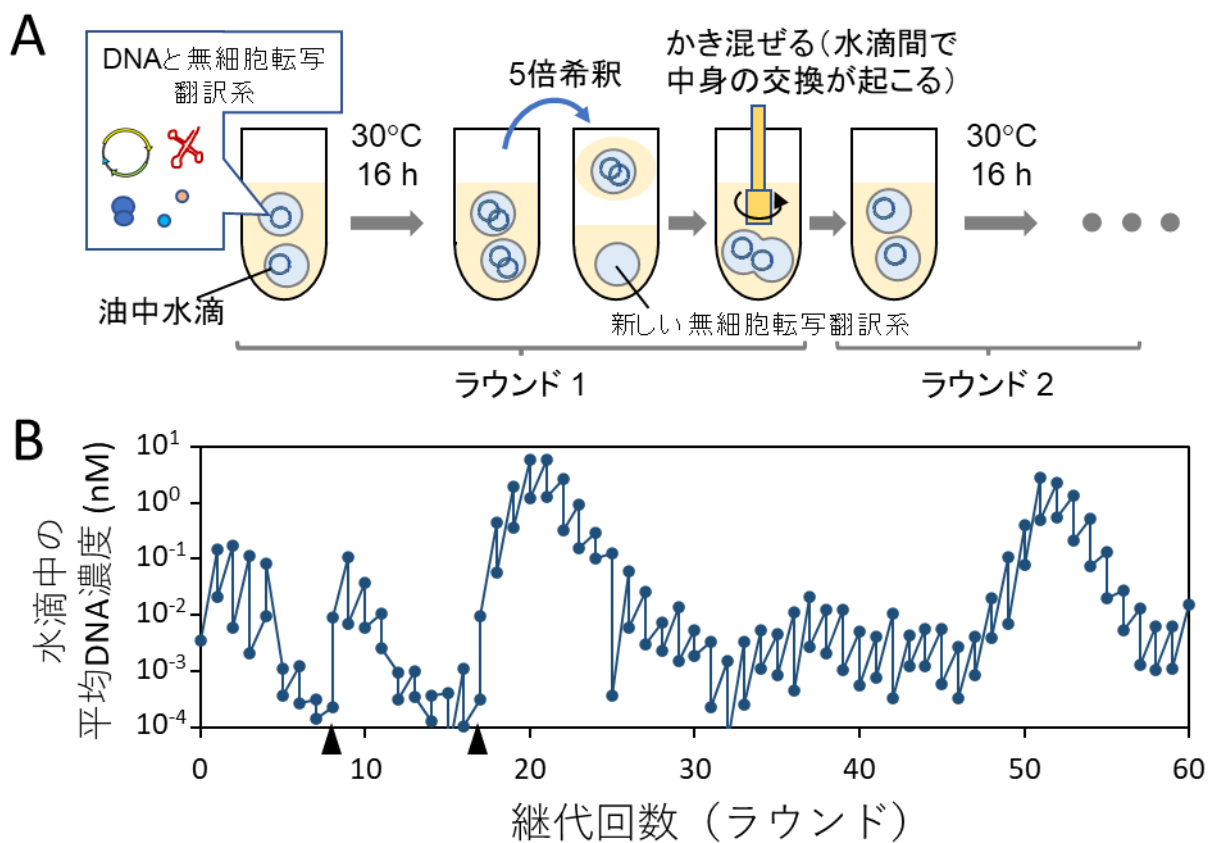 A
DNAと無細胞転写
翻訳系
5倍希釈
かき混ぜる（水滴間で
中身の交換が起こる）
30°C
16 h
30°C
16 h
油中水滴
新しい無細胞転写翻訳系
ラウンド 1
ラウンド 2
B
水滴中の
平均DNA濃度 (nM)
10¹
10⁰
10⁻¹
10⁻²
10⁻³
10⁻⁴
0 10 20 30 40 50 60
継代回数（ラウンド）